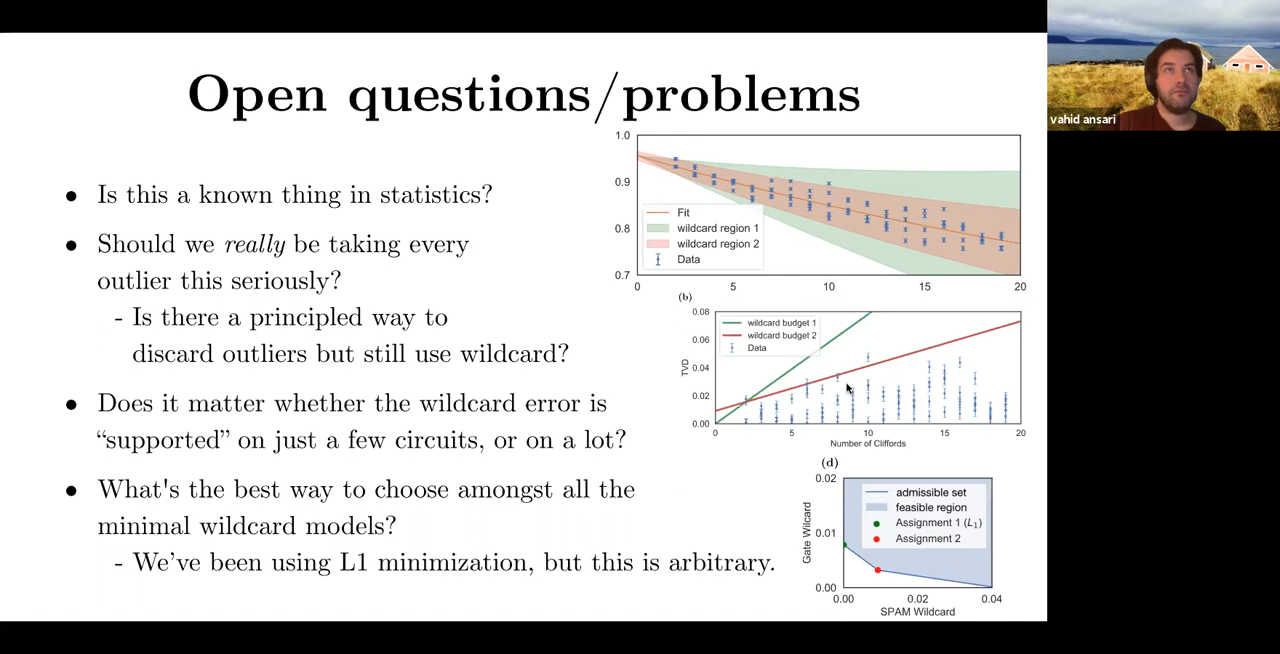 Open questions/problems
vahid ansari
• Is this a known thing in statistics?
• Should we really be taking every
outlier this seriously?
- Is there a principled way to
discard outliers but still use wildcard?
• Does it matter whether the wildcard error is
“supported” on just a few circuits, or on a lot?
• What's the best way to choose amongst all the
minimal wildcard models?
- We’ve been using L1 minimization, but this is arbitrary.
1.0
0.9
0.8
0.7
Fit
wildcard region 1
wildcard region 2
Data
0 5 10 15 20
(b)
0.08
0.06
0.04
0.02
0.00
TVD
wildcard budget 1
wildcard budget 2
Data
0 5 10 15 20
Number of Cliffords
(d)
0.02
0.01
0.00
Gate Wilcard
admissible set
feasible region
Assignment 1 (L₁)
Assignment 2
0.00 0.02 0.04
SPAM Wildcard